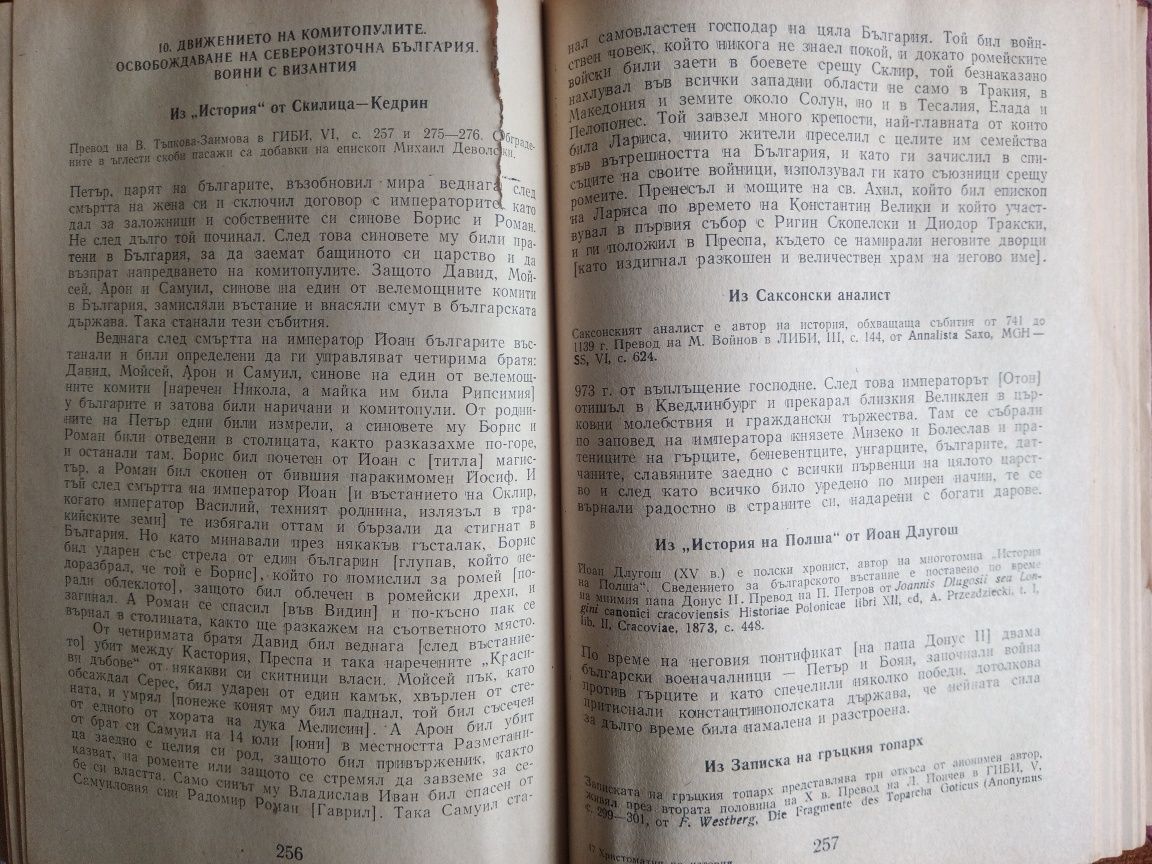 10. ДВИЖЕНИЕТО НА КОМИТОПУЛИТЕ.
ОСВОБОЖДАВАНЕ НА СЕВЕРОИЗТОЧНА БЪЛГАРИЯ.
ВОЙНИ С ВИЗАНТИЯ
Из „История“ от Скилица—Кедрин
Превод на В. Тъпкова-Заимова в ГИБИ, VI, с. 257 и 275—276. Обградените
ните в ъглести скоби пасажи са добавки на епископ Михаил Деволски.
Петър, царят на българите, възобновил мира веднага след
смъртта на жена си и сключил договор с императорите, като
дал за заложници и собствените си синове Борис и Роман.
Не след дълго той починал. След това синовете му били пра-
тени в България, за да заемат бащиното си царство и да
възпрат напредването на комитопулите. Защото Давид, Мой-
сей, Арон и Самуил, синове на един от велемощните комити
в България, замисляли въстание и внасяли смут в българската
държава. Така станали тези събития.
Веднага след смъртта на император Йоан българите въс-
танали и били определени да ги управляват четирима братя:
Давид, Мойсей, Арон и Самуил, синове на един от велемощ-
ните комити [наречен Никола, а майка им била Рипсимия]
у българите и затова били наричани и комитопули. От родни-
ните на Петър едни били измрели, а синовете му Борис и
Роман били отведени в столицата, както разказахме по-горе,
и останали там. Борис бил почетен от Йоан с [титла] магис-
тър, а Роман бил скопен от бившия паракимомен Йосиф. И
тъй след смъртта на император Йоан [и въстанието на Склир,
когато император Василий, техният роднина, излязъл в тра-
кийските земи] те избягали оттам и бързали да стигнат в
България. Но като минавали през някакъв гъсталак, Борис
бил ударен със стрела от един българин [глупав, който не-
доразбрал, че той е Борис], който го помислил за ромей [по-
ради облеклото], защото бил облечен в ромейски дрехи, и
загинал. А Роман се спасил [във Видин] и по-късно пак се
върнал в столицата, както ще разкажем на съответното място.
От четиримата братя Давид бил веднага [след въстание-
то] убит между Кастория, Преспа и така наречените „Краси-
ви дъбове“ от някакви си скитници власи. Мойсей пък, като
обсаждал Серес, бил ударен от един камък, хвърлен от сте-
ната, и умрял [понеже конят му бил паднал, той бил съсечен
от едного от хората на дука Мелисин]. А Арон бил убит
от брат си Самуил на 14 юли [юни] в местността Разметани-
ца заедно с целия си род, защото бил привърженик, както
казват, на ромеите или защото се стремял да завземе за се-
бе си властта. Само синът му Владислав Иван бил спасен от
Самуиловия син Радомир Роман [Гаврил]. Така Самуил ста-
256
нал самовластен господар на цяла България. Той бил войн-
ствен човек, който никога не знаел покой, и докато ромейските
войски били заети в боевете срещу Склир, той безнаказано
нахлувал във всички западни области не само в Тракия, в
Македония и земите около Солун, но и в Тесалия, Елада и
Пелопонес. Той завзел много крепости, най-главната от които
била Лариса, чиито жители преселил с целите им семейства
във вътрешността на България, и като ги зачислил в спи-
съците на своите войници, използувал ги като съюзници срещу
ромеите. Пренесъл и мощите на св. Ахил, който бил епископ
на Лариса по времето на Константин Велики и който участ-
вувал в първия събор с Ригин Скопелски и Диодор Тракски,
и ги положил в Преспа, където се намирали неговите дворци
[като издигнал разкошен и величествен храм на негово име].
Из Саксонски аналист
Саксонският аналист е автор на история, обхващаща събития от 741 до
1139 г. Превод на М. Войнов в ЛИБИ, III, с. 144, от Annalista Saxo, MGH—
SS, VI, с. 624.
973 г. от въплъщение господне. След това императорът [Отон]
отишъл в Кведлинбург и прекарал близкия Великден в цър-
ковни молебствия и граждански тържества. Там се събрали
по заповед на императора князете Мизеко и Болеслав и пра-
тениците на гърците, беневентците, унгарците, българите, дат-
чаните, славяните заедно с всички първенци на цялото царст-
во и след като всичко било уредено по мирен начин, те се
върнали радостно в страните си, надарени с богати дарове.
Из „История на Полша“ от Йоан Длугош
Йоан Длугош (XV в.) е полски хронист, автор на многотомна „История
на Полша“. Сведението за българското въстание е поставено по време
на мнимия папа Донус II. Превод на П. Петров от Joannis Dlugosii seu Lon-
gini canonici cracoviensis Historiae Polonicae libri XII, ed, A. Przezdziecki, t. I,
lib. II, Cracoviae, 1873, с. 448.
По време на неговия понтификат [на папа Донус II] двама
български военачалници — Петър и Боян, започнали война
против гърците и като спечелили няколко победи, дотолкова
притиснали константинополската държава, че нейната сила
за дълго време била намалена и разстроена.
Из Записка на гръцкия топарх
Записката на гръцкия топарх представлява три откъса от анонимен автор,
живял през втората половина на X в. Превод на Д. Пончев в ГИБИ, V,
с. 299—301, от F. Westberg, Die Fragmente des Toparcha Goticus (Anonymus
17 Христоматия по история
257